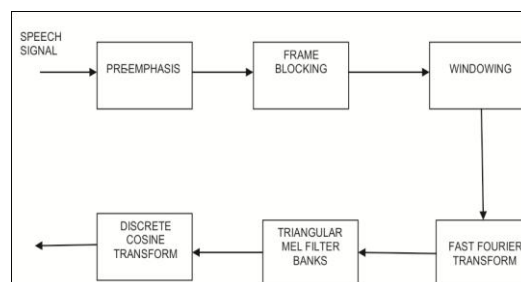 SPEECH
SIGNAL
PREEMPHASIS
FRAME
BLOCKING
WINDOWING
DISCRETE
COSINE
TRANSFORM
TRIANGULAR
MEL FILTER
BANKS
FAST FOURIER
TRANSFORM